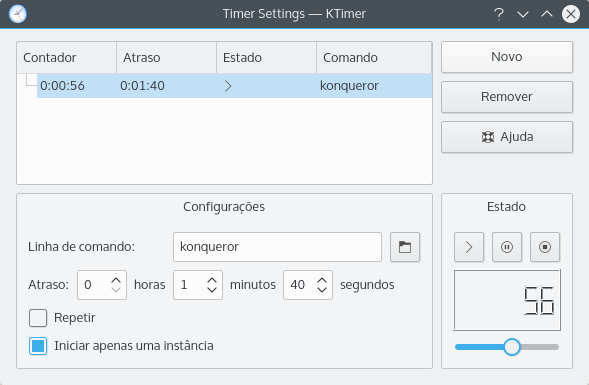 Timer Settings — KTimer
Contador Atraso Estado Comando
0:00:56 0:01:40 konqueror
Novo
Remover
Ajuda
Configurações
Linha de comando: konqueror
Atraso: 0 horas 1 minutos 40 segundos
Repetir
Iniciar apenas uma instância
Estado
56